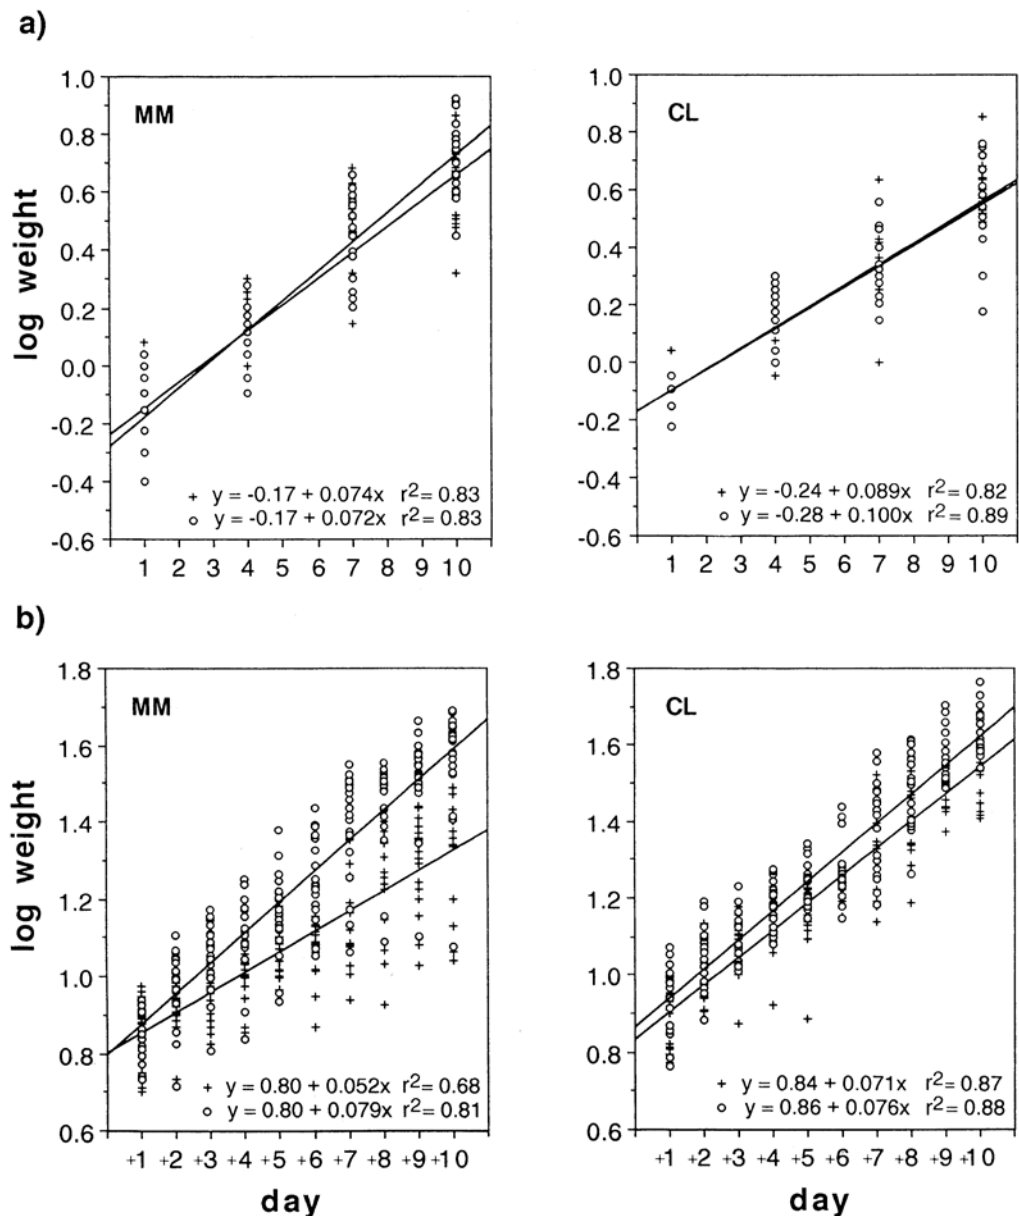 a)
MM
log weight
1.0
0.8
0.6
0.4
0.2
0.0
-0.2
-0.4
-0.6
+ y = -0.17 + 0.074x r2 = 0.83
o y = -0.17 + 0.072x r2 = 0.83
1 2 3 4 5 6 7 8 9 10
CL
1.0
0.8
0.6
0.4
0.2
0.0
-0.2
-0.4
-0.6
+ y = -0.24 + 0.089x r2 = 0.82
o y = -0.28 + 0.100x r2 = 0.89
1 2 3 4 5 6 7 8 9 10
b)
MM
log weight
1.8
1.6
1.4
1.2
1.0
0.8
0.6
+ y = 0.80 + 0.052x r2 = 0.68
o y = 0.80 + 0.079x r2 = 0.81
+1 +2 +3 +4 +5 +6 +7 +8 +9 +10
day
CL
1.8
1.6
1.4
1.2
1.0
0.8
0.6
+ y = 0.84 + 0.071x r2 = 0.87
o y = 0.86 + 0.076x r2 = 0.88
+1 +2 +3 +4 +5 +6 +7 +8 +9 +10
day